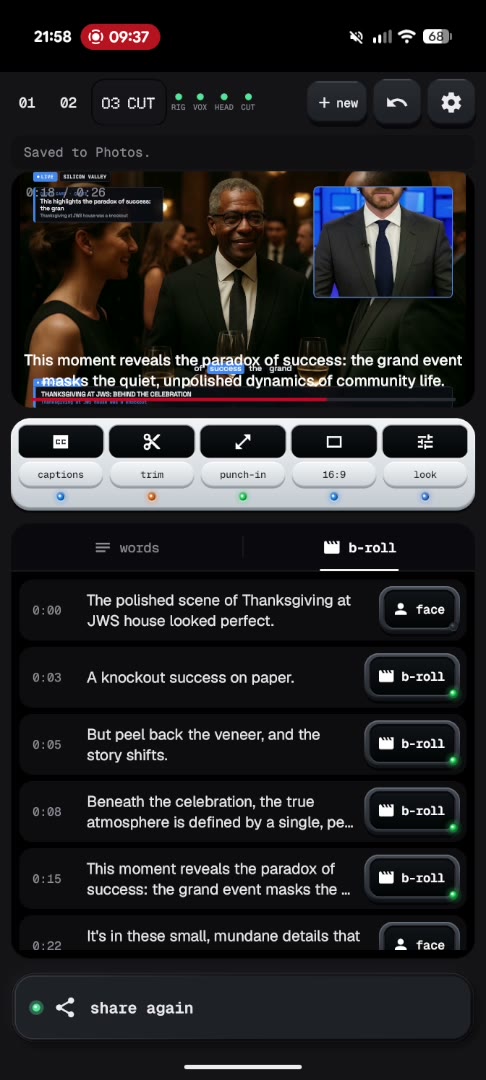 21:58
09:37
68
01
02
03 CUT
RIG
VOX
HEAD
CUT
+ new
Saved to Photos.
LIVE
SILICON VALLEY
0:18 / 0:26
This highlights the paradox of success:
the gran
Thanksgiving at JWS house was a knockout
This moment reveals the paradox of success: the grand event
of success the grand
masks the quiet, unpolished dynamics of community life.
THANKSGIVING AT JWS: BEHIND THE CELEBRATION
CC
captions
trim
punch-in
16:9
look
words
b-roll
0:00
The polished scene of Thanksgiving at
JWS house looked perfect.
face
0:03
A knockout success on paper.
b-roll
0:05
But peel back the veneer, and the
story shifts.
b-roll
0:08
Beneath the celebration, the true
atmosphere is defined by a single, pe...
b-roll
0:15
This moment reveals the paradox of
success: the grand event masks the ...
b-roll
0:22
It's in these small, mundane details that
face
share again